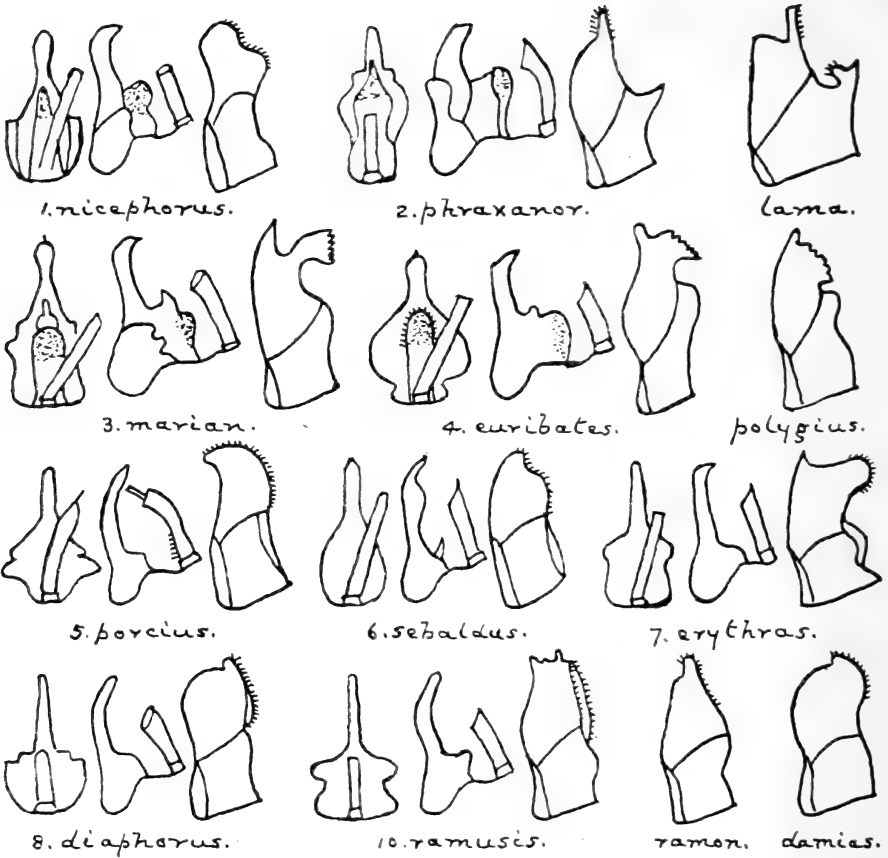 1. nicephorus. 2. phraxanor. lama.
3. marian. 4. euribates. polygius.
5. porcius. 6. sebaldus. 7. erythras.
8. diaphorus. 10. ramusis. ramon. damias.